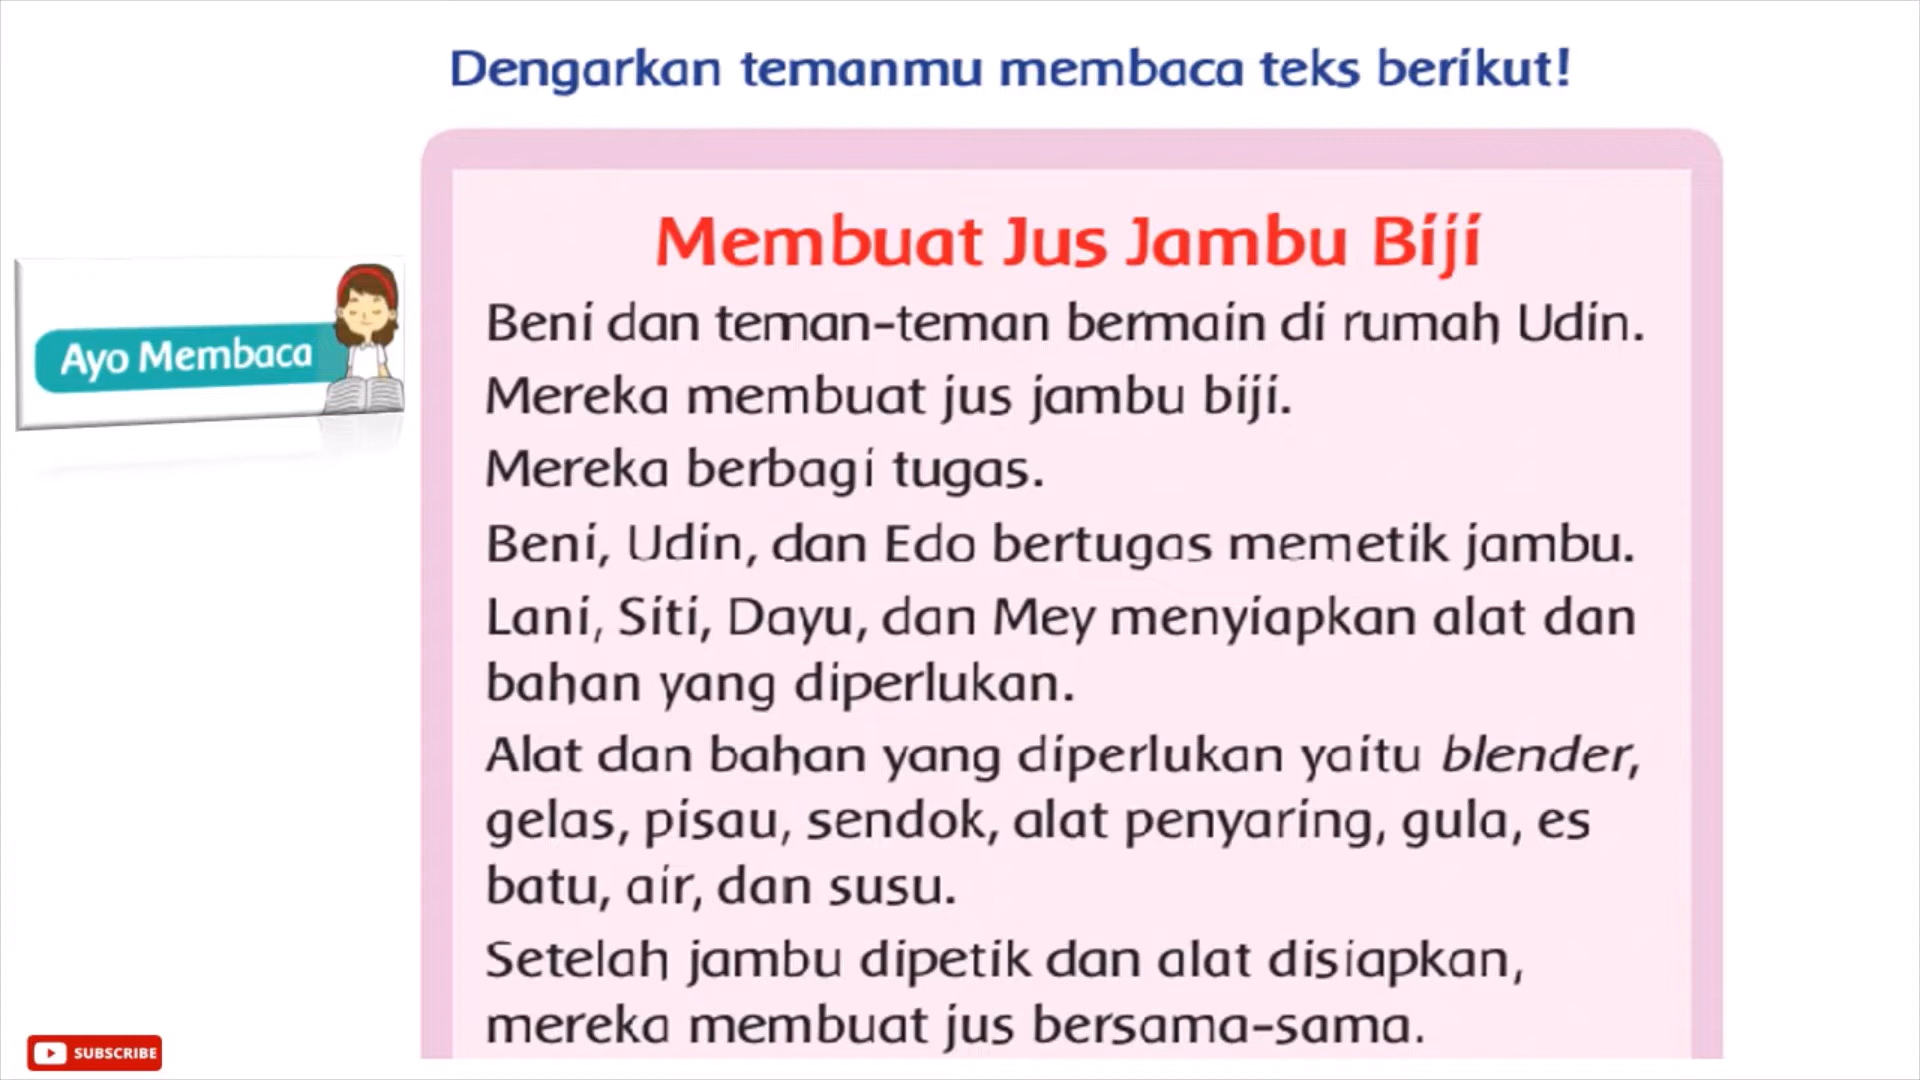 Dengarkan temanmu membaca teks berikut!
Ayo Membaca
Membuat Jus Jambu Biji
Beni dan teman-teman bermain di rumah Udin.
Mereka membuat jus jambu biji.
Mereka berbagi tugas.
Beni, Udin, dan Edo bertugas memetik jambu.
Lani, Siti, Dayu, dan Mey menyiapkan alat dan
bahan yang diperlukan.
Alat dan bahan yang diperlukan yaitu blender,
gelas, pisau, sendok, alat penyaring, gula, es
batu, air, dan susu.
Setelah jambu dipetik dan alat disiapkan,
mereka membuat jus bersama-sama.
SUBSCRIBE